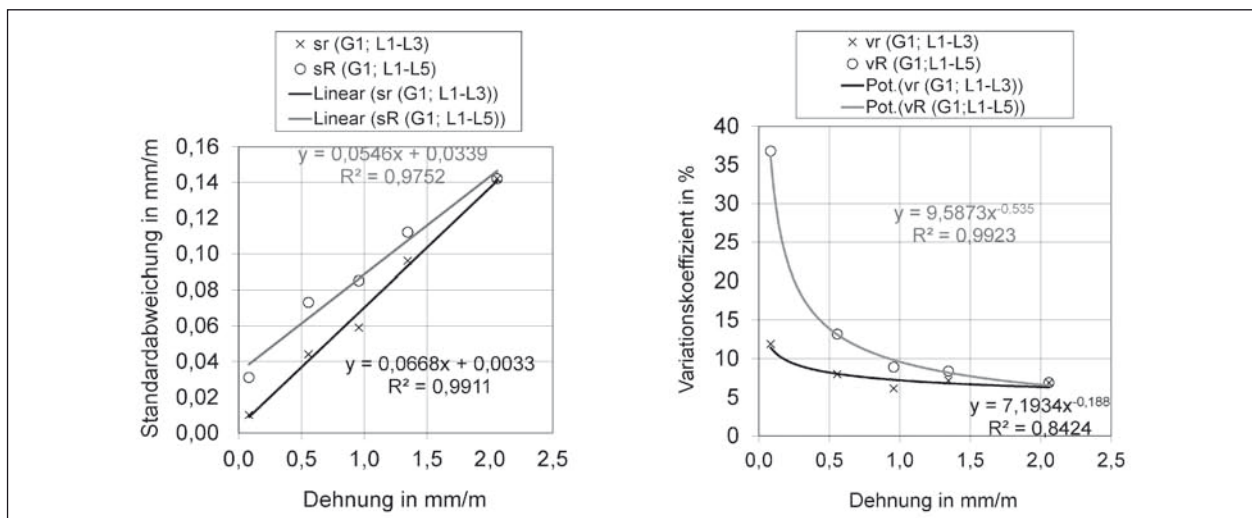 × sr (G1; L1-L3)
○ sR (G1; L1-L5)
Linear (sr (G1; L1-L3))
Linear (sR (G1; L1-L5))
Standardabweichung in mm/m
0,16
0,14
0,12
0,10
0,08
0,06
0,04
0,02
0,00
y = 0,0546x + 0,0339
R² = 0,9752
y = 0,0668x + 0,0033
R² = 0,9911
0,0 0,5 1,0 1,5 2,0 2,5
Dehnung in mm/m
× vr (G1; L1-L3)
○ vR (G1;L1-L5)
Pot.(vr (G1; L1-L3))
Pot.(vR (G1;L1-L5))
Variationskoeffizient in %
40
35
30
25
20
15
10
5
0
y = 9,5873x^-0.535
R² = 0,9923
y = 7,1934x^-0,188
R² = 0,8424
0,0 0,5 1,0 1,5 2,0 2,5
Dehnung in mm/m